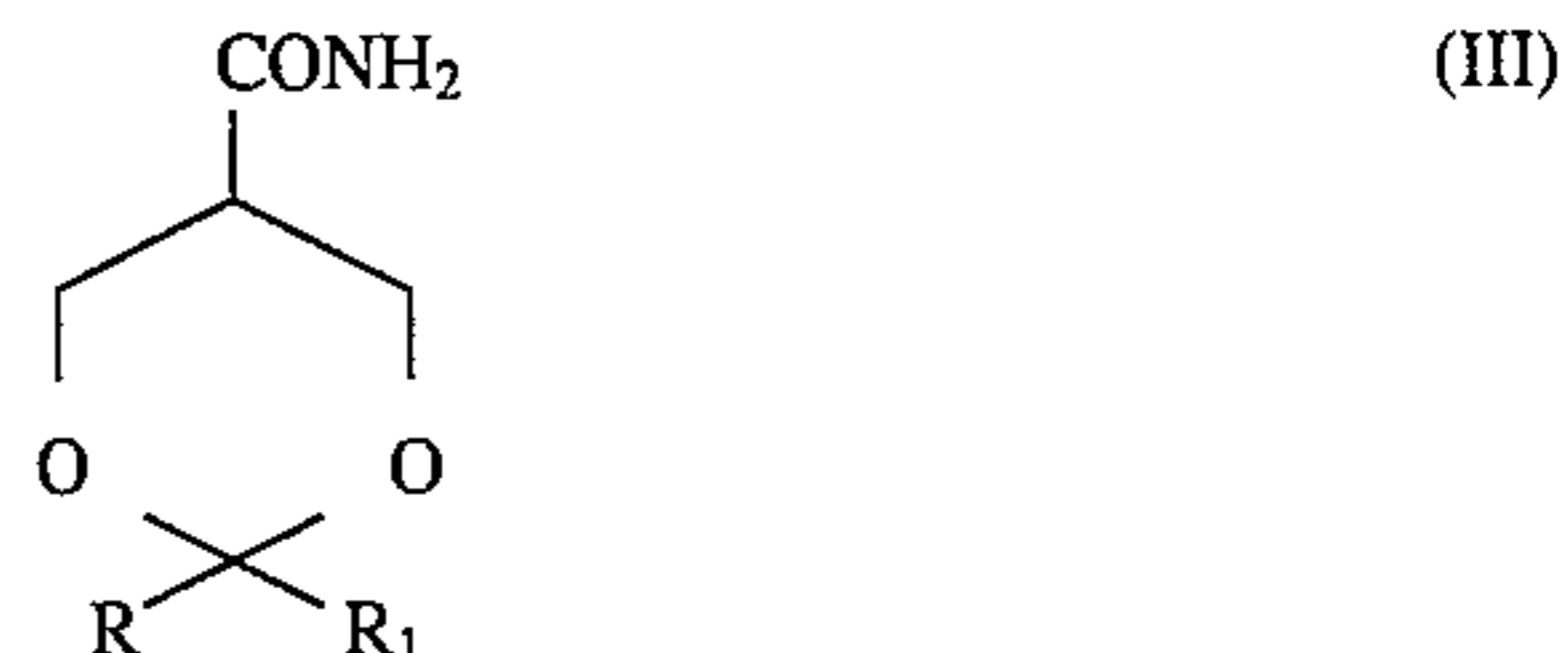 CONH₂ (III)
O O
R R₁